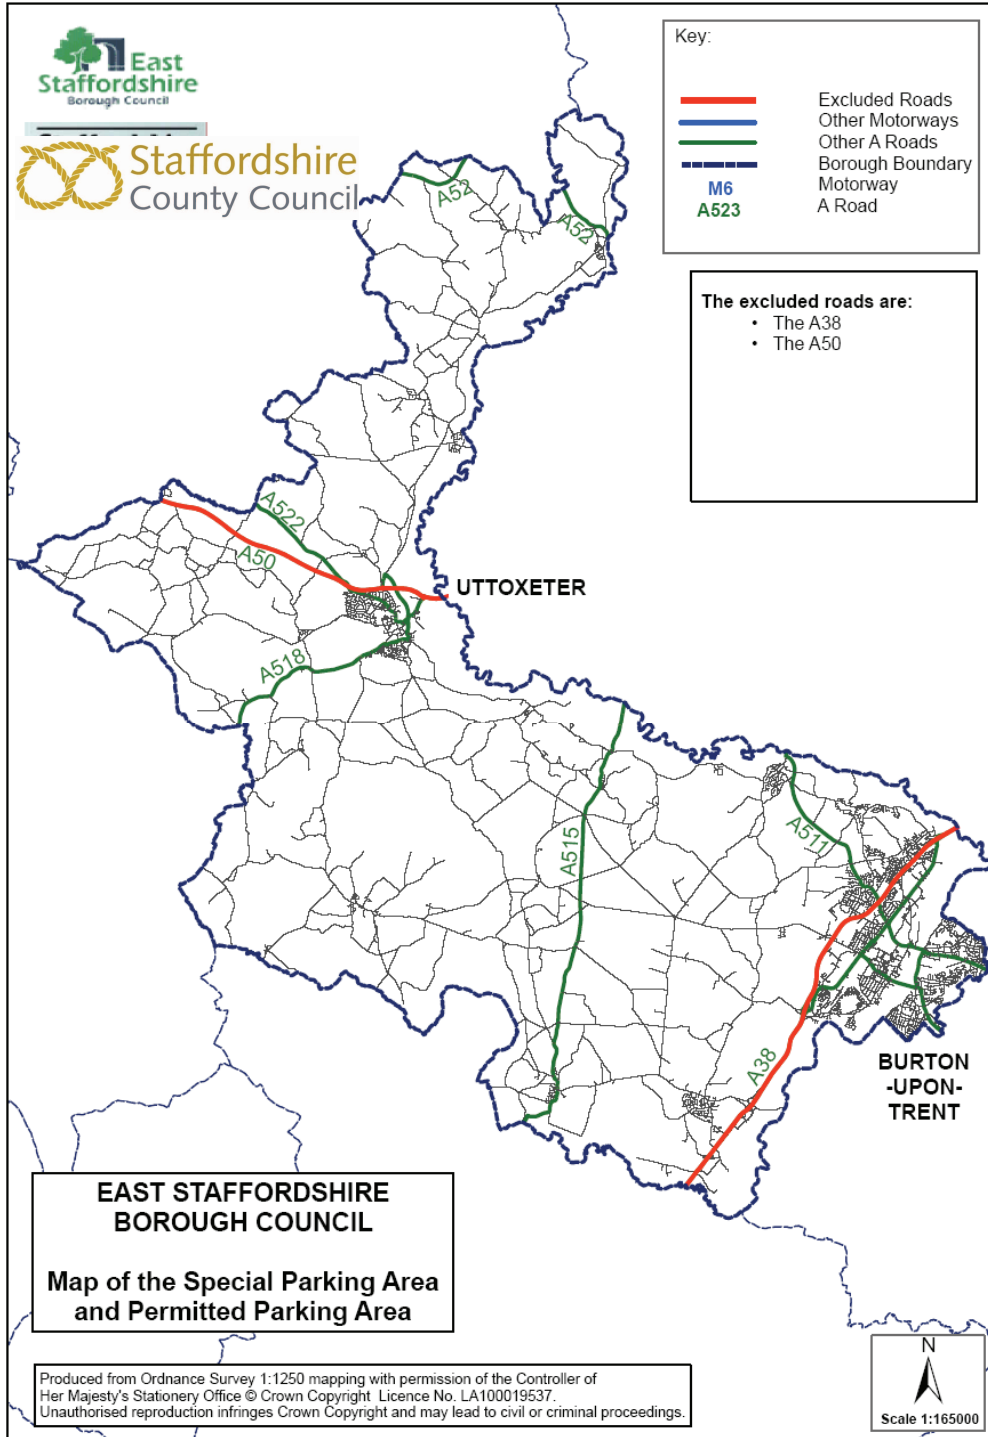 East
Staffordshire
Borough Council
Staffordshire
County Council
Key:
Excluded Roads
Other Motorways
Other A Roads
Borough Boundary
M6 Motorway
A523 A Road
The excluded roads are:
• The A38
• The A50
A52
A52
A522
A50
UTTOXETER
A518
A515
A511
A38
BURTON
-UPON-
TRENT
EAST STAFFORDSHIRE
BOROUGH COUNCIL
Map of the Special Parking Area
and Permitted Parking Area
N
Scale 1:165000
Produced from Ordnance Survey 1:1250 mapping with permission of the Controller of
Her Majesty's Stationery Office © Crown Copyright Licence No. LA100019537.
Unauthorised reproduction infringes Crown Copyright and may lead to civil or criminal proceedings.